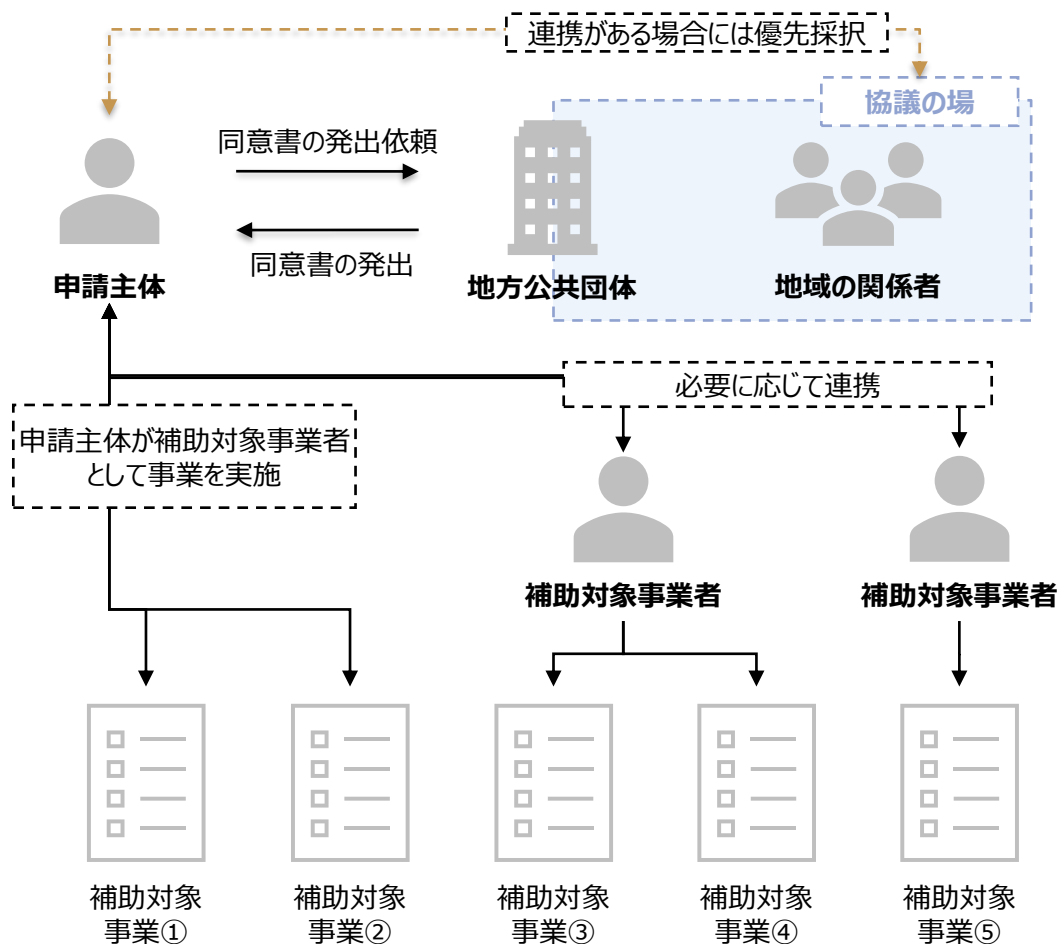 連携がある場合には優先採択
協議の場
同意書の発出依頼
同意書の発出
申請主体
地方公共団体
地域の関係者
必要に応じて連携
申請主体が補助対象事業者
として事業を実施
補助対象事業者
補助対象事業者
補助対象
事業①
補助対象
事業②
補助対象
事業③
補助対象
事業④
補助対象
事業⑤